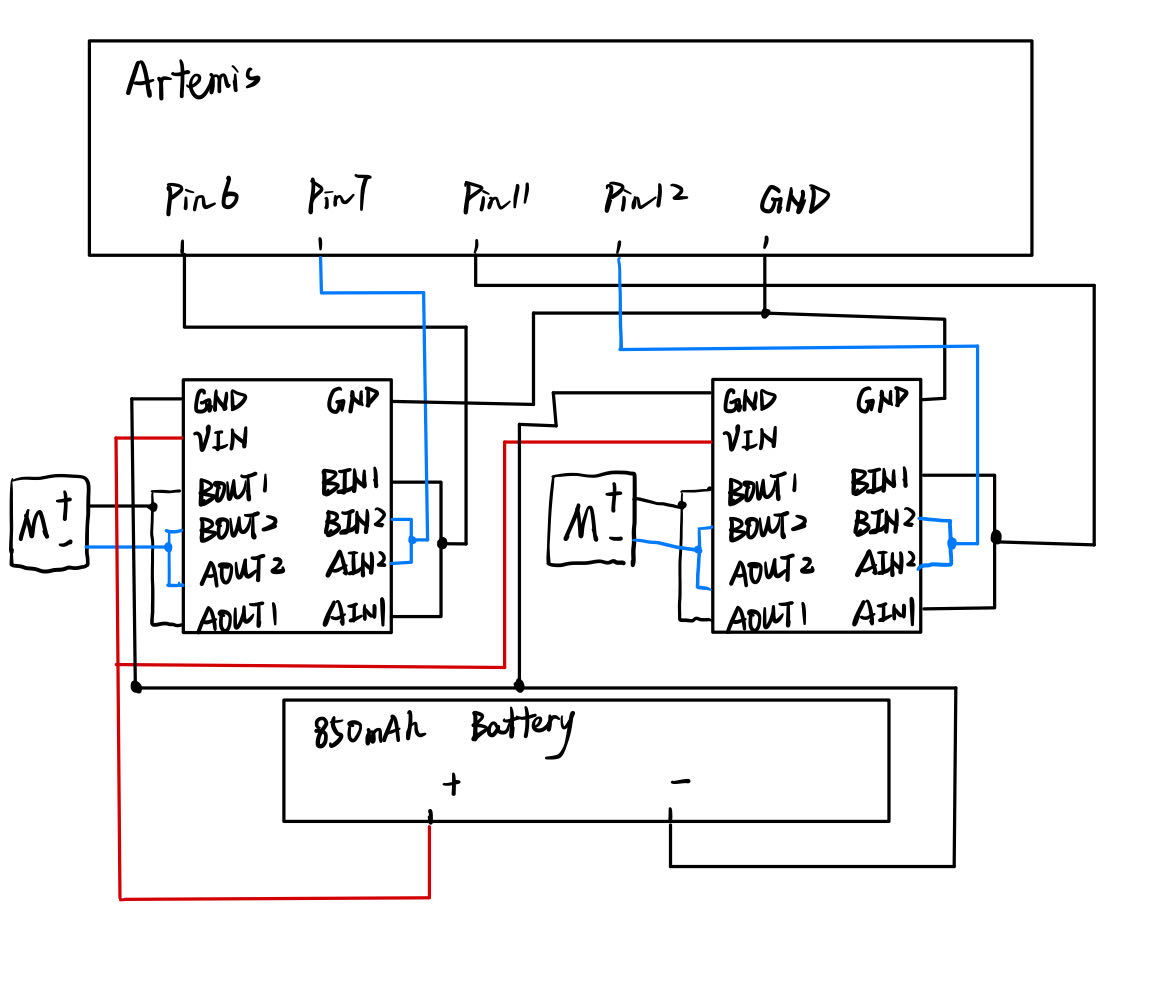 Artemis
Pin6 Pin7 Pin11 Pin12 GND
GND GND
VIN
BOUT1 BIN1
BOUT2 BIN2
AOUT2 AIN2
AOUT1 AIN1
M + -
GND GND
VIN
BOUT1 BIN1
BOUT2 BIN2
AOUT2 AIN2
AOUT1 AIN1
M + -
850mAh Battery
+ -